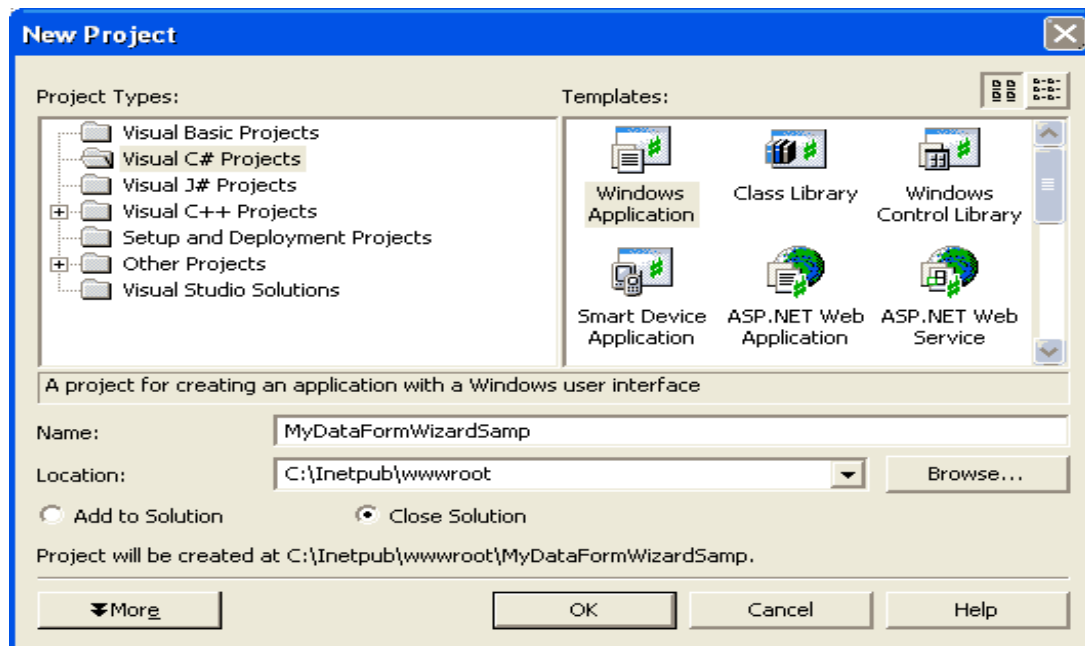 New Project
Project Types:
Templates:
Visual Basic Projects
Visual C# Projects
Visual J# Projects
Visual C++ Projects
Setup and Deployment Projects
Other Projects
Visual Studio Solutions
Windows
Application
Class Library
Windows
Control Library
Smart Device
Application
ASP.NET Web
Application
ASP.NET Web
Service
A project for creating an application with a Windows user interface
Name:
MyDataFormWizardSamp
Location:
C:\Inetpub\wwwroot
Browse...
Add to Solution
Close Solution
Project will be created at C:\Inetpub\wwwroot\MyDataFormWizardSamp.
More
OK
Cancel
Help